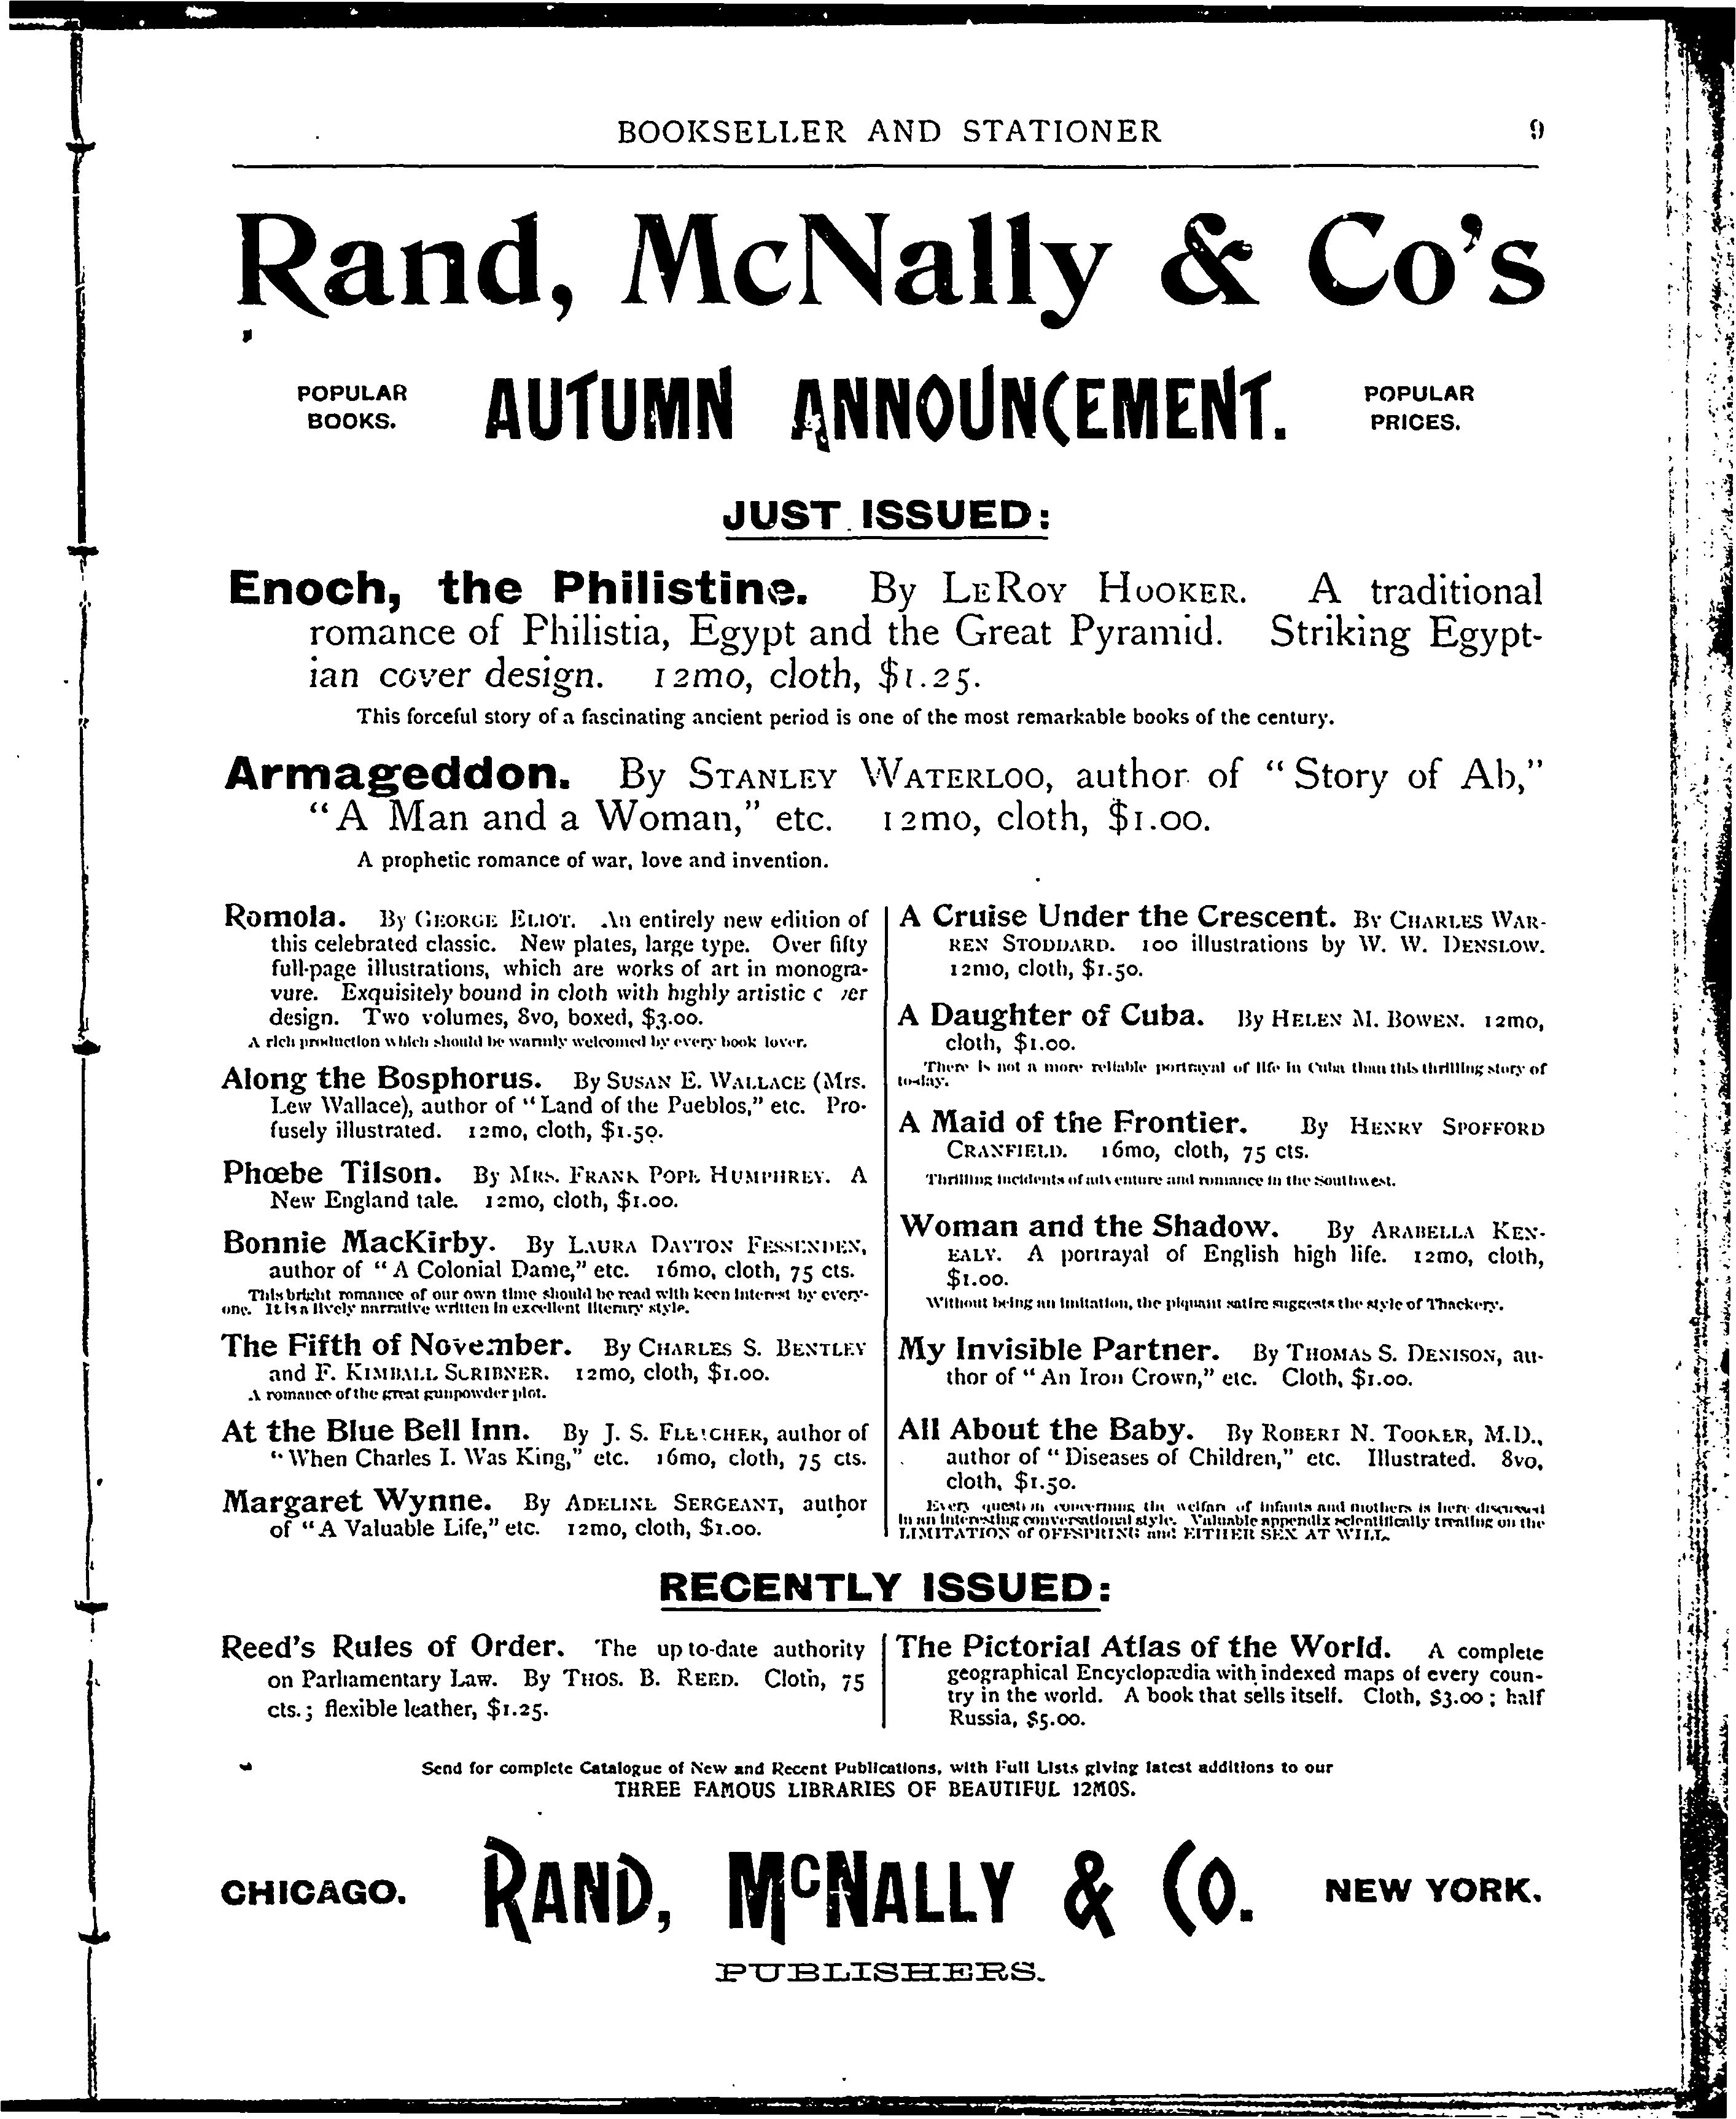 BOOKSELLER AND STATIONER 9
Rand, McNally & Co's
POPULAR BOOKS.
AUTUMN ANNOUNCEMENT.
POPULAR PRICES.
JUST ISSUED:
Enoch, the Philistine. By LEROY HOOKER. A traditional
romance of Philistia, Egypt and the Great Pyramid. Striking Egypt-
ian cover design. 12mo, cloth, $1.25.
This forceful story of a fascinating ancient period is one of the most remarkable books of the century.
Armageddon. By STANLEY WATERLOO, author of "Story of Ab,"
"A Man and a Woman," etc. 12mo, cloth, $1.00.
A prophetic romance of war, love and invention.
Romola. By GEORGE ELIOT. An entirely new edition of
this celebrated classic. New plates, large type. Over fifty
full-page illustrations, which are works of art in monogra-
vure. Exquisitely bound in cloth with highly artistic cover
design. Two volumes, 8vo, boxed, $3.00.
A rich production which should be warmly welcomed by every book lover.
Along the Bosphorus. By SUSAN E. WALLACE (Mrs.
Lew Wallace), author of "Land of the Pueblos," etc. Pro-
fusely illustrated. 12mo, cloth, $1.50.
Phœbe Tilson. By MRS. FRANK POPE HUMPHREY. A
New England tale. 12mo, cloth, $1.00.
Bonnie MacKirby. By LAURA DAYTON FESSENDEN,
author of "A Colonial Dame," etc. 16mo, cloth, 75 cts.
This bright romance of our own time should be read with keen interest by every-
one. It is a lively narrative written in excellent literary style.
The Fifth of November. By CHARLES S. BENTLEY
and F. KIMBALL SCRIBNER. 12mo, cloth, $1.00.
A romance of the great gunpowder plot.
At the Blue Bell Inn. By J. S. FLETCHER, author of
"When Charles I. Was King," etc. 16mo, cloth, 75 cts.
Margaret Wynne. By ADELINE SERGEANT, author
of "A Valuable Life," etc. 12mo, cloth, $1.00.
A Cruise Under the Crescent. BY CHARLES WAR-
REN STODDARD. 100 illustrations by W. W. DENSLOW.
12mo, cloth, $1.50.
A Daughter of Cuba. By HELEN M. BOWEN. 12mo,
cloth, $1.00.
There is not a more reliable portrayal of life in Cuba than this thrilling story of
to-day.
A Maid of the Frontier. By HENRY SPOFFORD
CRANFIELD. 16mo, cloth, 75 cts.
Thrilling incidents of adventure and romance in the Southwest.
Woman and the Shadow. By ARABELLA KEN-
EALY. A portrayal of English high life. 12mo, cloth,
$1.00.
Without being an imitation, the piquant satire suggests the style of Thackery.
My Invisible Partner. By THOMAS S. DENISON, au-
thor of "An Iron Crown," etc. Cloth, $1.00.
All About the Baby. By ROBERT N. TOOKER, M.D.,
author of "Diseases of Children," etc. Illustrated. 8vo,
cloth, $1.50.
Every question concerning the welfare of infants and mothers is here discussed
in an interesting conversational style. Valuable appendix scientifically treating on the
LIMITATION of OFFSPRING and EITHER SEX AT WILL.
RECENTLY ISSUED:
Reed's Rules of Order. The up to-date authority
on Parliamentary Law. By THOS. B. REED. Cloth, 75
cts.; flexible leather, $1.25.
The Pictorial Atlas of the World. A complete
geographical Encyclopædia with indexed maps of every coun-
try in the world. A book that sells itself. Cloth, $3.00; half
Russia, $5.00.
Send for complete Catalogue of New and Recent Publications, with Full Lists giving latest additions to our
THREE FAMOUS LIBRARIES OF BEAUTIFUL 12MOS.
CHICAGO. RAND, MCNALLY & CO. NEW YORK.
PUBLISHERS.